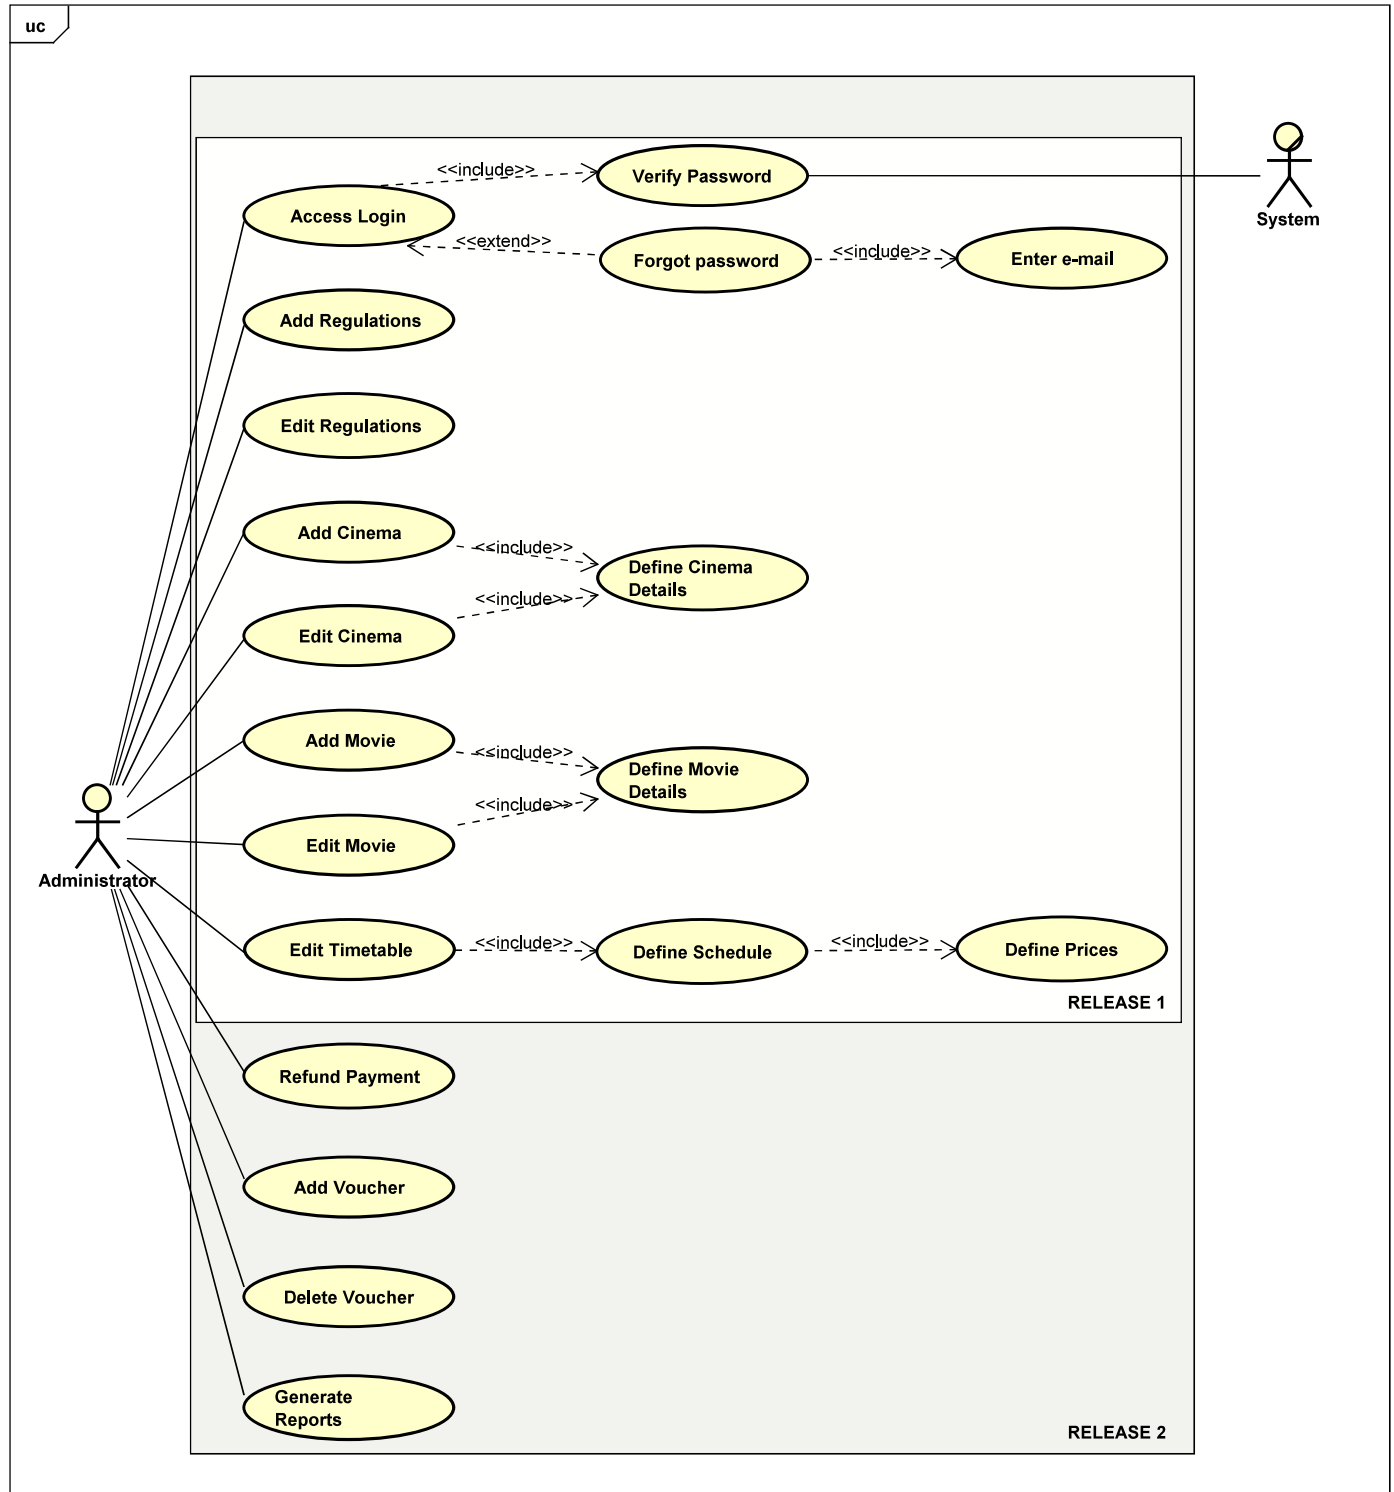 uc
<<include>>
Verify Password
Access Login
System
<<extend>>
Forgot password
<<include>>
Enter e-mail
Add Regulations
Edit Regulations
Add Cinema
<<include>>
Define Cinema
Details
<<include>>
Edit Cinema
Add Movie
<<include>>
Define Movie
Details
<<include>>
Edit Movie
Administrator
Edit Timetable
<<include>>
Define Schedule
<<include>>
Define Prices
RELEASE 1
Refund Payment
Add Voucher
Delete Voucher
Generate
Reports
RELEASE 2